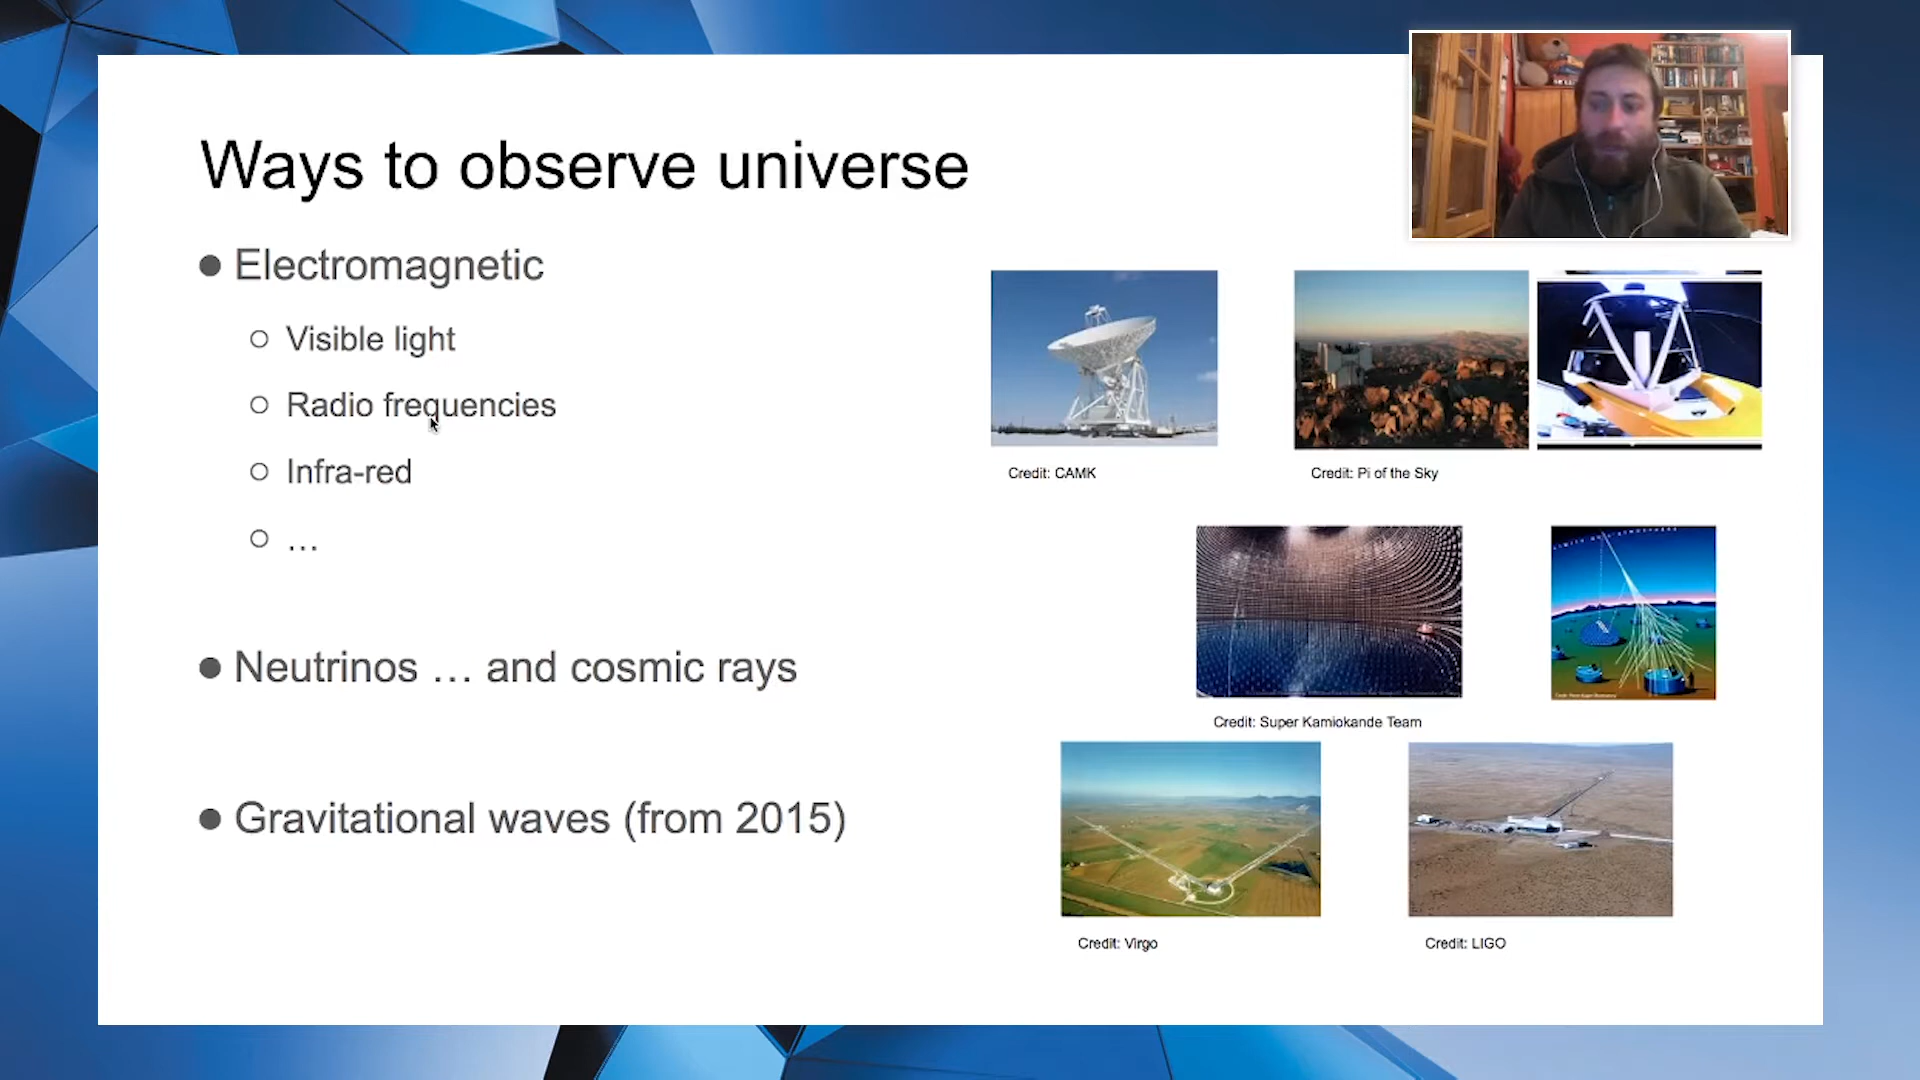 Ways to observe universe
Electromagnetic
Visible light
Radio frequencies
Infra-red
...
Neutrinos ... and cosmic rays
Gravitational waves (from 2015)
Credit: CAMK
Credit: Pi of the Sky
Credit: Super Kamiokande Team
Credit: Virgo
Credit: LIGO